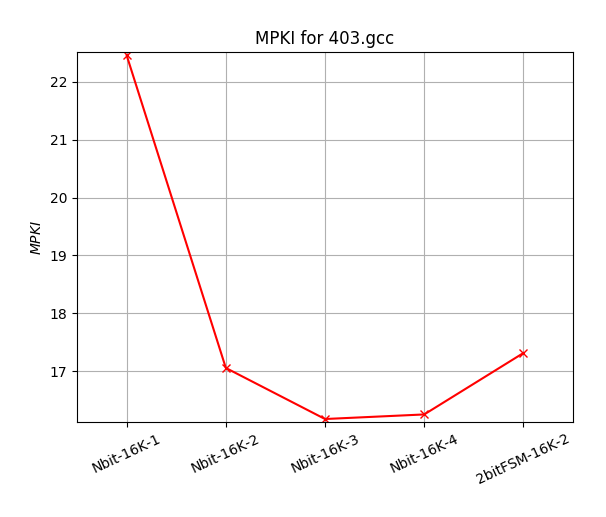 MPKI for 403.gcc
MPKI
22
21
20
19
18
17
Nbit-16K-1
Nbit-16K-2
Nbit-16K-3
Nbit-16K-4
2bitFSM-16K-2